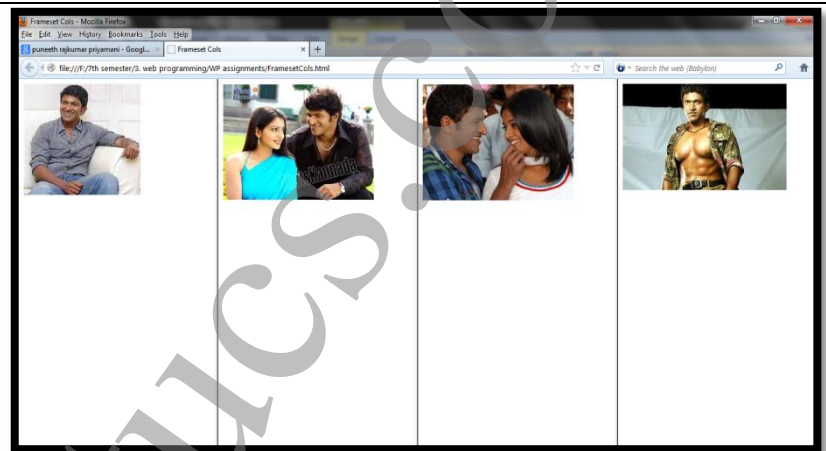 Frameset Cols - Mozilla Firefox
File Edit View History Bookmarks Tools Help
puneeth rajkumar priyamani - Googl... ×
Frameset Cols ×
+
file:///F:/7th semester/3. web programming/WP assignments/FramesetCols.html
Search the web (Babylon)
tucs.c